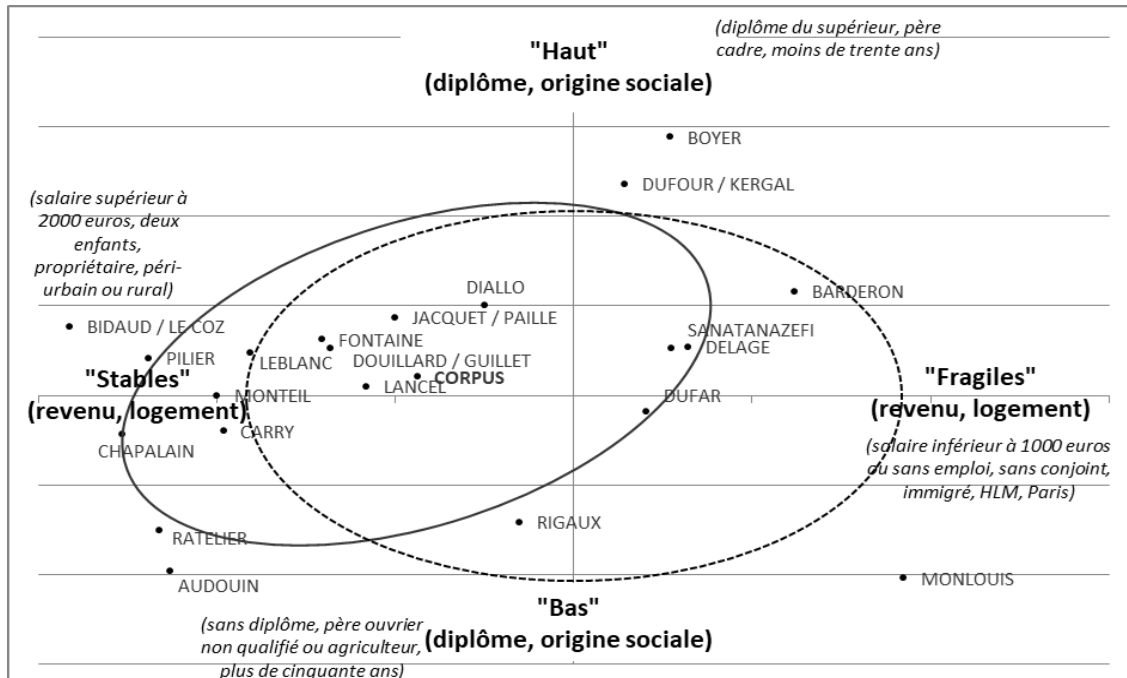 (diplôme du supérieur, père
cadre, moins de trente ans)
"Haut"
(diplôme, origine sociale)
BOYER
DUFOUR / KERGAL
(salaire supérieur à
2000 euros, deux
enfants,
propriétaire, péri-
urbain ou rural)
DIALLO
BARDERON
JACQUET / PAILLE
BIDAUD / LE COZ
SANATANAZEFI
FONTAINE
DELAGE
PILIER
LEBLANC
DOUILLARD / GUILLET
CORPUS
LANCEL
"Stables"
(revenu, logement)
MONTEIL
"Fragiles"
(revenu, logement)
DUFAR
CARRY
CHAPALAIN
(salaire inférieur à 1000 euros
ou sans emploi, sans conjoint,
immigré, HLM, Paris)
RIGAUX
RATELIER
AUDOUIN
MONLOUIS
"Bas"
(diplôme, origine sociale)
(sans diplôme, père ouvrier
non qualifié ou agriculteur,
plus de cinquante ans)